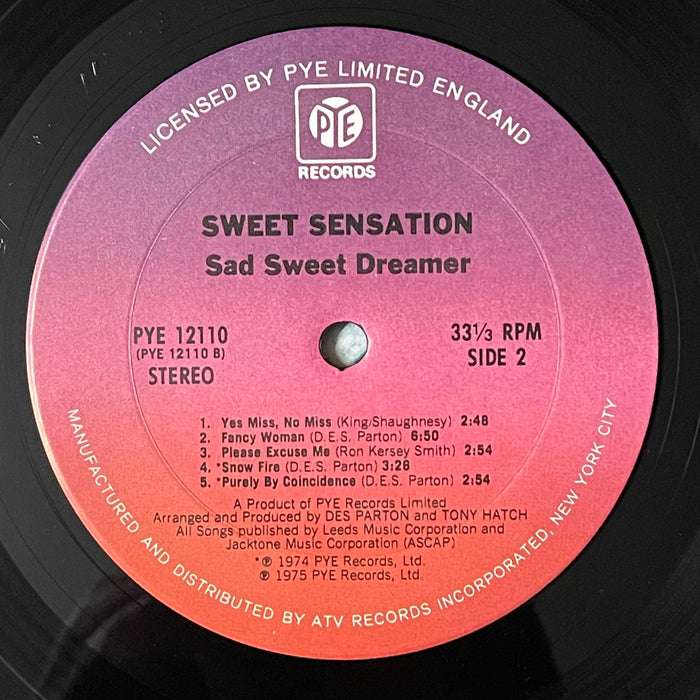 LICENSED BY PYE LIMITED ENGLAND
PYE
RECORDS
SWEET SENSATION
Sad Sweet Dreamer
PYE 12110
(PYE 12110 B)
STEREO
33⅓ RPM
SIDE 2
1. Yes Miss, No Miss (King/Shaughnesy) 2:48
2. Fancy Woman (D.E.S. Parton) 6:50
3. Please Excuse Me (Ron Kersey Smith) 2:54
4. *Snow Fire (D.E.S. Parton) 3:28
5. *Purely By Coincidence (D.E.S. Parton) 2:54
A Product of PYE Records Limited
Arranged and Produced by DES PARTON and TONY HATCH
All Songs published by Leeds Music Corporation and
Jacktone Music Corporation (ASCAP)
*℗ 1974 PYE Records, Ltd.
℗ 1975 PYE Records, Ltd.
MANUFACTURED AND DISTRIBUTED BY ATV RECORDS INCORPORATED, NEW YORK CITY